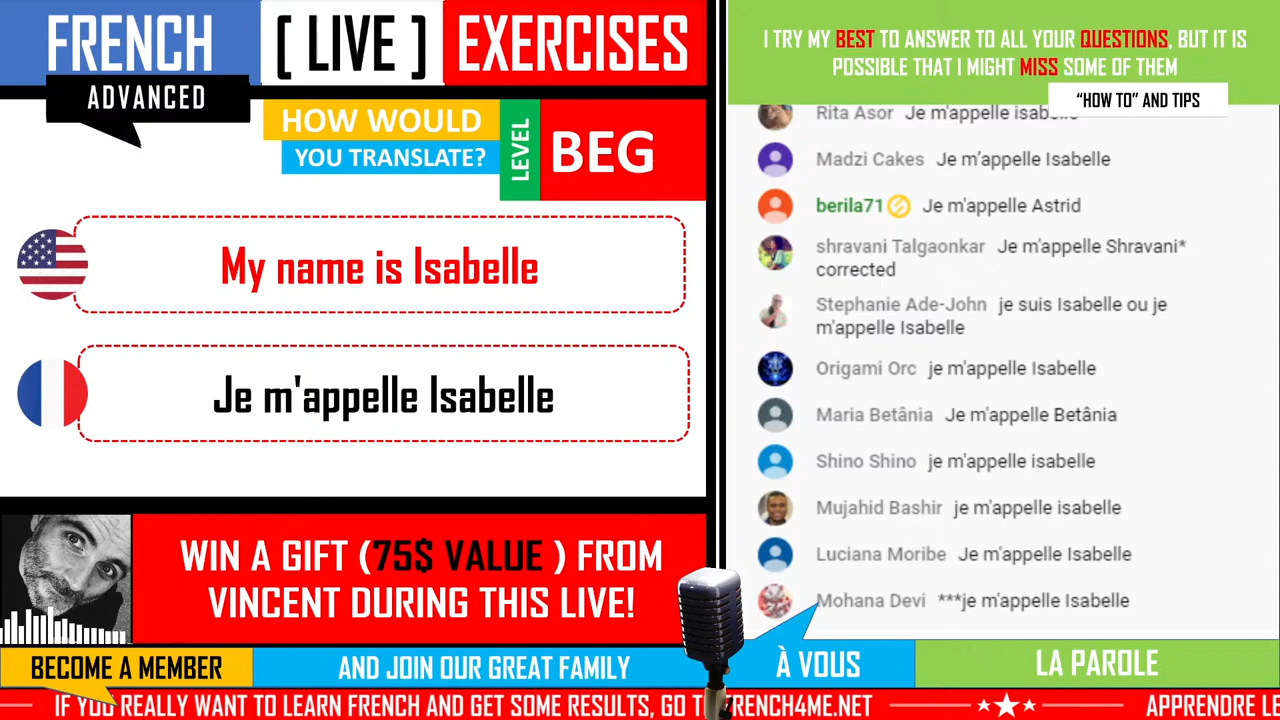 FRENCH
[ LIVE ]
EXERCISES
ADVANCED
HOW WOULD
YOU TRANSLATE?
LEVEL
BEG
My name is Isabelle
Je m'appelle Isabelle
WIN A GIFT (75$ VALUE ) FROM
VINCENT DURING THIS LIVE!
I TRY MY BEST TO ANSWER TO ALL YOUR QUESTIONS, BUT IT IS
POSSIBLE THAT I MIGHT MISS SOME OF THEM
“HOW TO” AND TIPS
Rita Asor Je m'appelle isabelle
Madzi Cakes Je m’appelle Isabelle
berila71 Je m'appelle Astrid
shravani Talgaonkar Je m'appelle Shravani*
corrected
Stephanie Ade-John je suis Isabelle ou je
m'appelle Isabelle
Origami Orc je m'appelle Isabelle
Maria Betânia Je m'appelle Betânia
Shino Shino je m'appelle isabelle
Mujahid Bashir je m'appelle isabelle
Luciana Moribe Je m'appelle Isabelle
Mohana Devi ***je m'appelle Isabelle
BECOME A MEMBER
AND JOIN OUR GREAT FAMILY
À VOUS
LA PAROLE
IF YOU REALLY WANT TO LEARN FRENCH AND GET SOME RESULTS, GO TO FRENCH4ME.NET
APPRENDRE LE